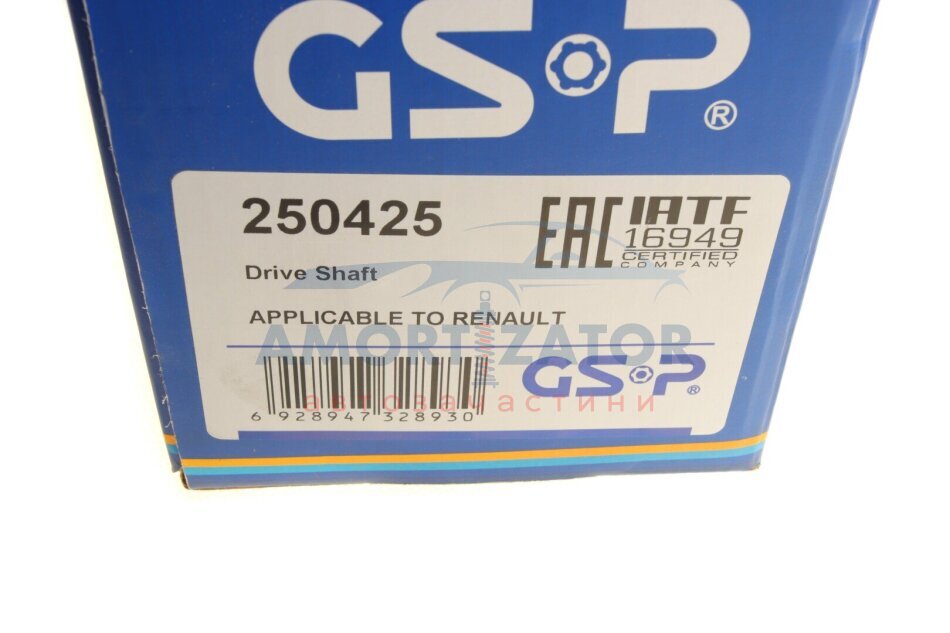 GSP®
250425
EAC
IATF
16949
CERTIFIED
COMPANY
Drive Shaft
APPLICABLE TO RENAULT
AMORTIZATOR
GSP®
автозапчастини
6 928947 328930